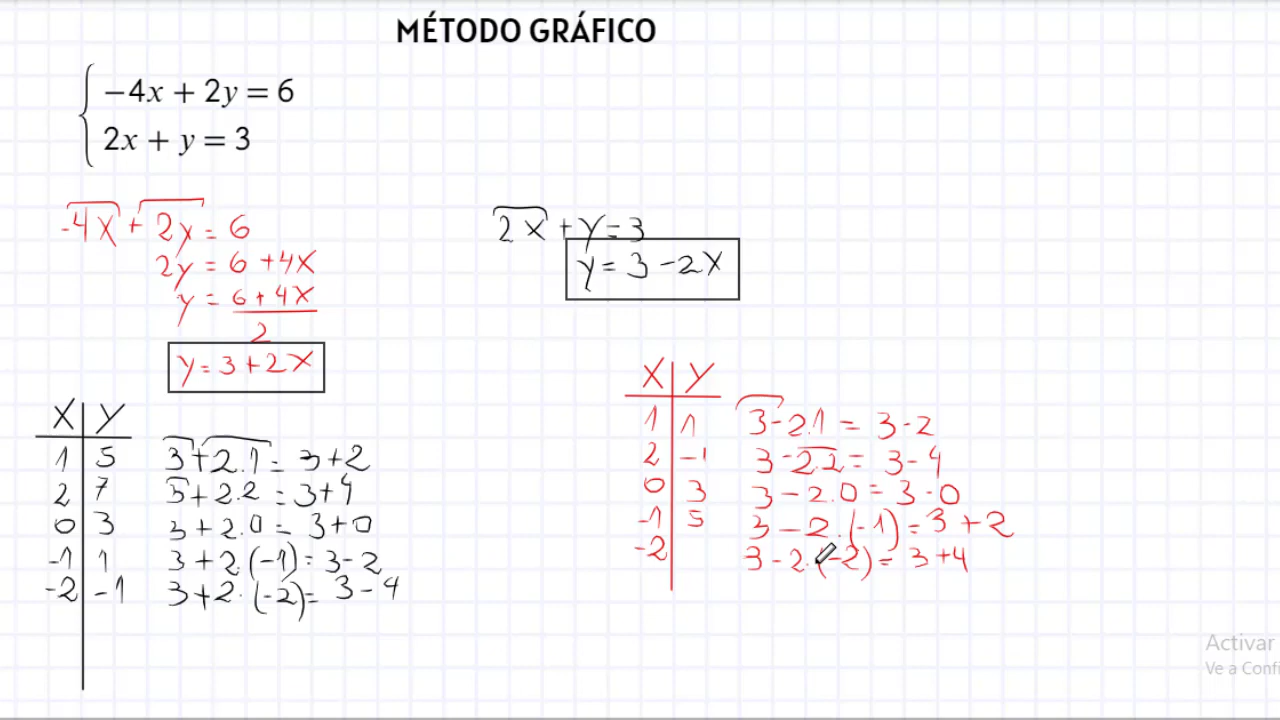 MÉTODO GRÁFICO
−4x + 2y = 6
2x + y = 3
-4x + 2y = 6
2y = 6 + 4x
y = 6 + 4x
2
y = 3 + 2x
x y
1 5 3 + 2.1 = 3 + 2
2 7 3 + 2.2 = 3 + 4
0 3 3 + 2.0 = 3 + 0
-1 1 3 + 2.(-1) = 3 - 2
-2 -1 3 + 2.(-2) = 3 - 4
2x + y = 3
y = 3 - 2x
x y
1 1 3 - 2.1 = 3 - 2
2 -1 3 - 2.2 = 3 - 4
0 3 3 - 2.0 = 3 - 0
-1 5 3 - 2.(-1) = 3 + 2
-2 3 - 2.(-2) = 3 + 4
Activar
Ve a Confi